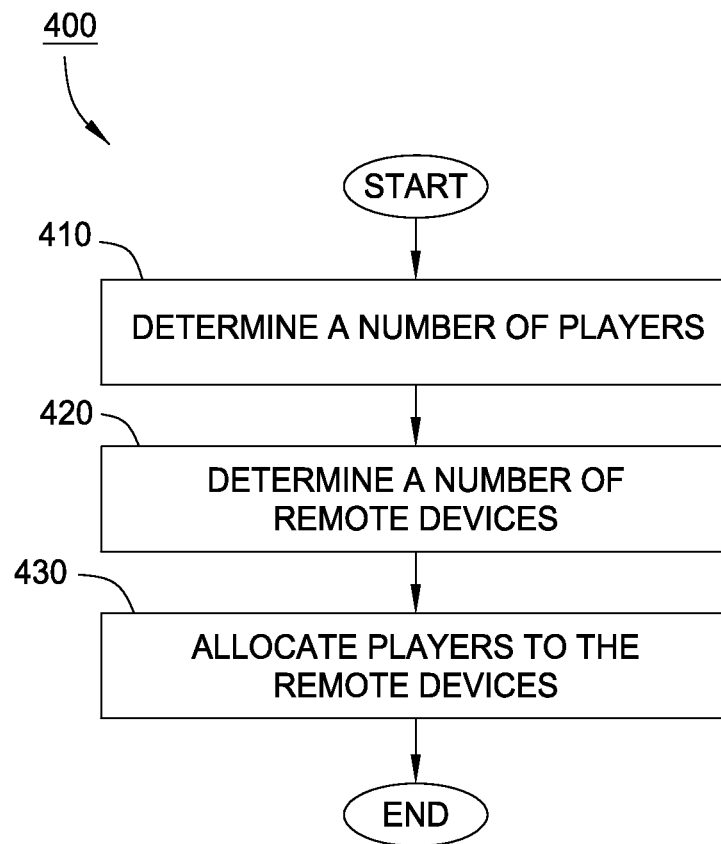 400
START
410
DETERMINE A NUMBER OF PLAYERS
420
DETERMINE A NUMBER OF
REMOTE DEVICES
430
ALLOCATE PLAYERS TO THE
REMOTE DEVICES
END